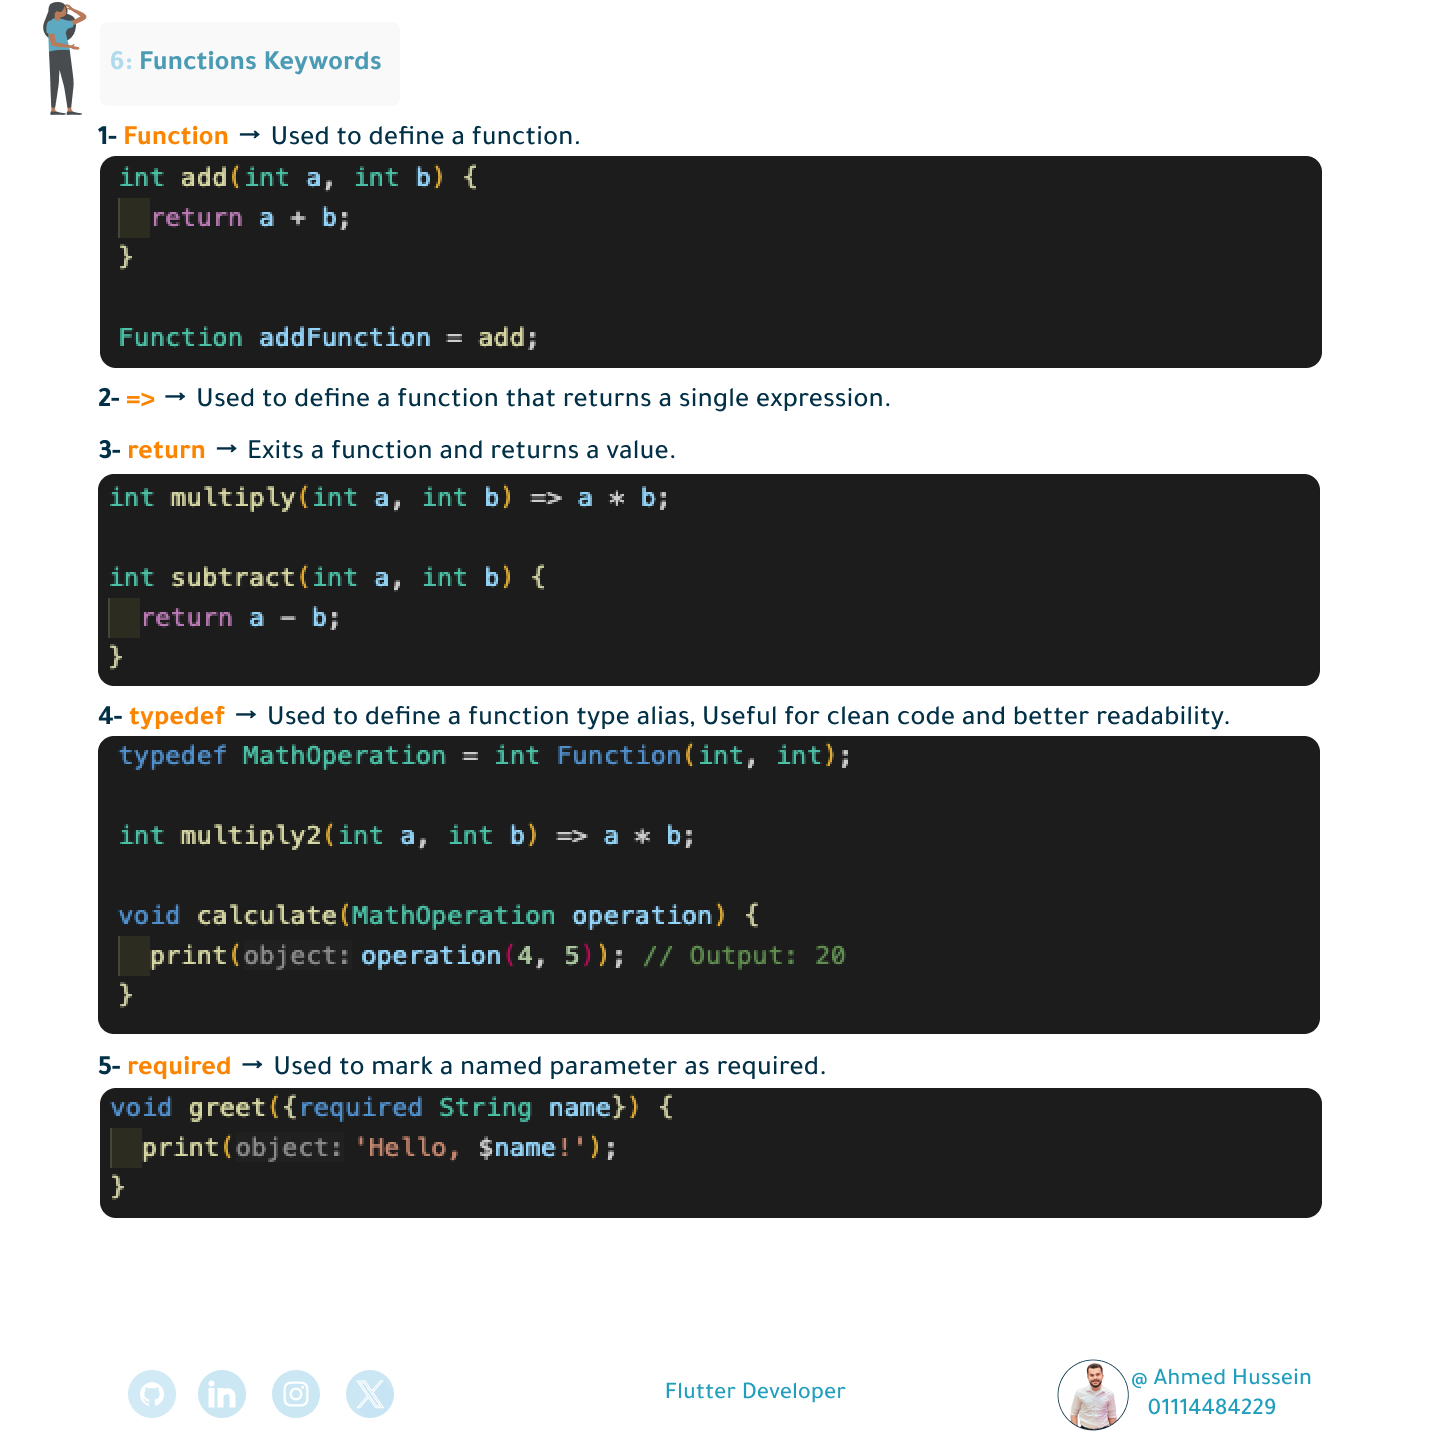 6: Functions Keywords
1- Function → Used to define a function.
int add(int a, int b) {
return a + b;
}
Function addFunction = add;
2- => → Used to define a function that returns a single expression.
3- return → Exits a function and returns a value.
int multiply(int a, int b) => a * b;
int subtract(int a, int b) {
return a - b;
}
4- typedef → Used to define a function type alias, Useful for clean code and better readability.
typedef MathOperation = int Function(int, int);
int multiply2(int a, int b) => a * b;
void calculate(MathOperation operation) {
print(object: operation(4, 5)); // Output: 20
}
5- required → Used to mark a named parameter as required.
void greet({required String name}) {
print(object: 'Hello, $name!');
}
Flutter Developer
@ Ahmed Hussein
01114484229